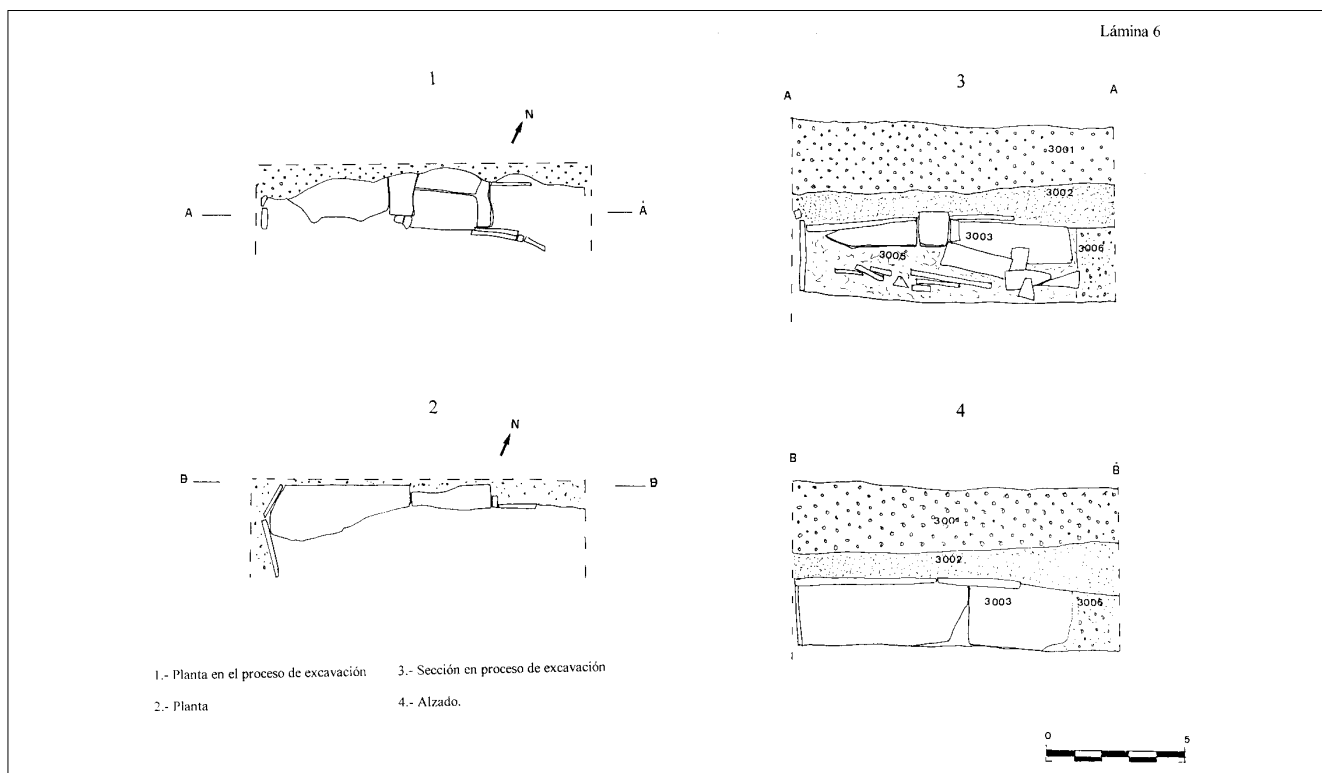 Lámina 6
1
N
A
Á
3
A
A
3001
3002
3003
3005
3006
2
N
B
B
4
B
B́
3001
3002
3003
3006
1.- Planta en el proceso de excavación
3.- Sección en proceso de excavación
2.- Planta
4.- Alzado.
0
5